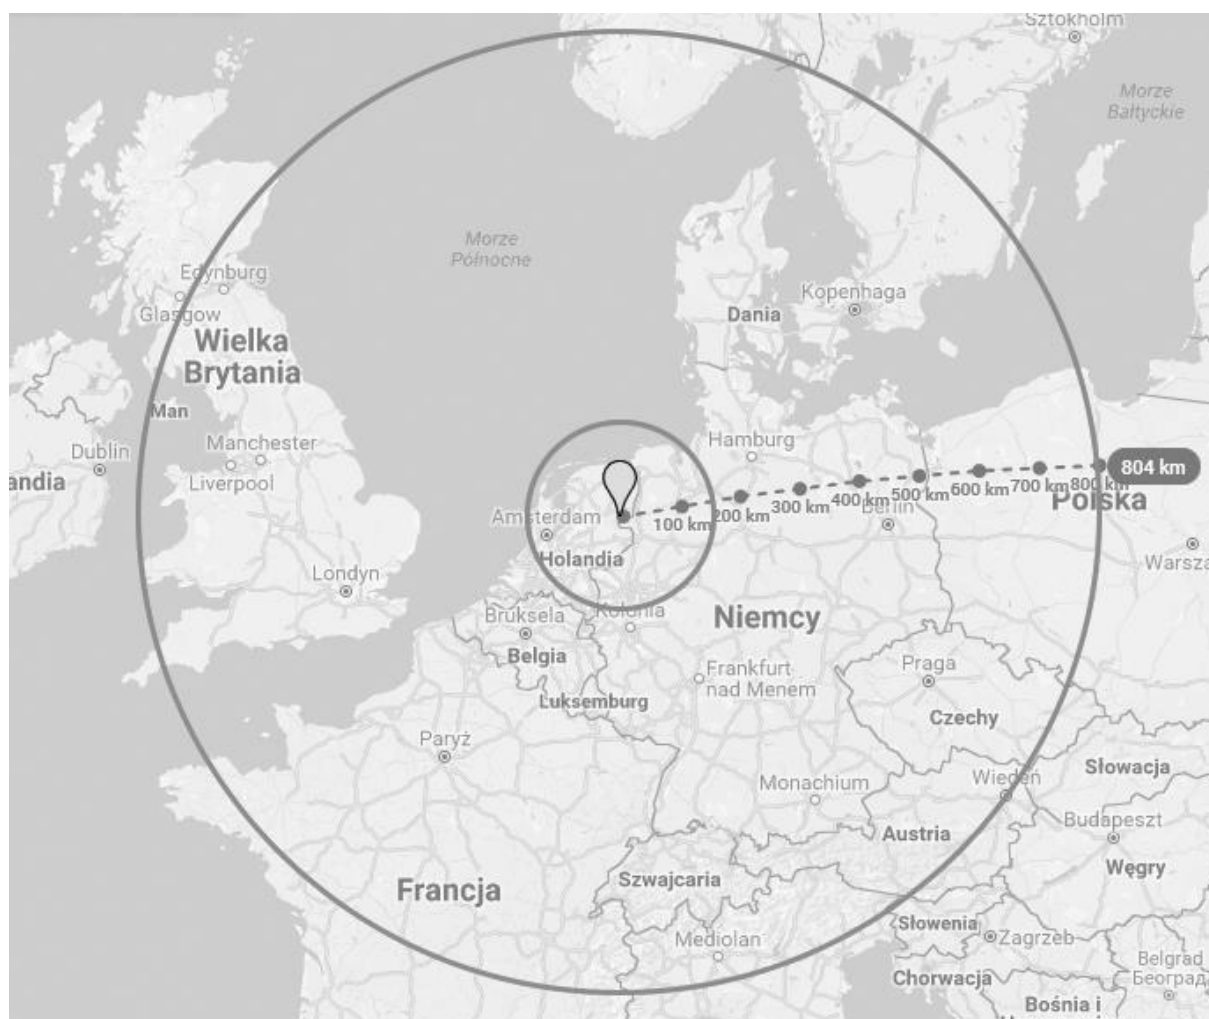 Sztokholm
Morze
Bałtyckie
Morze
Północne
Edynburg
Glasgow
Kopenhaga
Dania
Wielka
Brytania
Man
Dublin
andia
Manchester
Liverpool
Hamburg
804 km
100 km
200 km
300 km
400 km
500 km
600 km
700 km
800 km
Polska
Amsterdam
Berlin
Holandia
Warsza
Londyn
Bruksela
Kolonia
Niemcy
Belgia
Frankfurt
nad Menem
Praga
Luksemburg
Czechy
Paryż
Słowacja
Monachium
Wiedeń
Budapeszt
Austria
Węgry
Francja
Szwajcaria
Słowenia
Mediolan
Zagrzeb
Chorwacja
Belgrad
Београд
Bośnia i